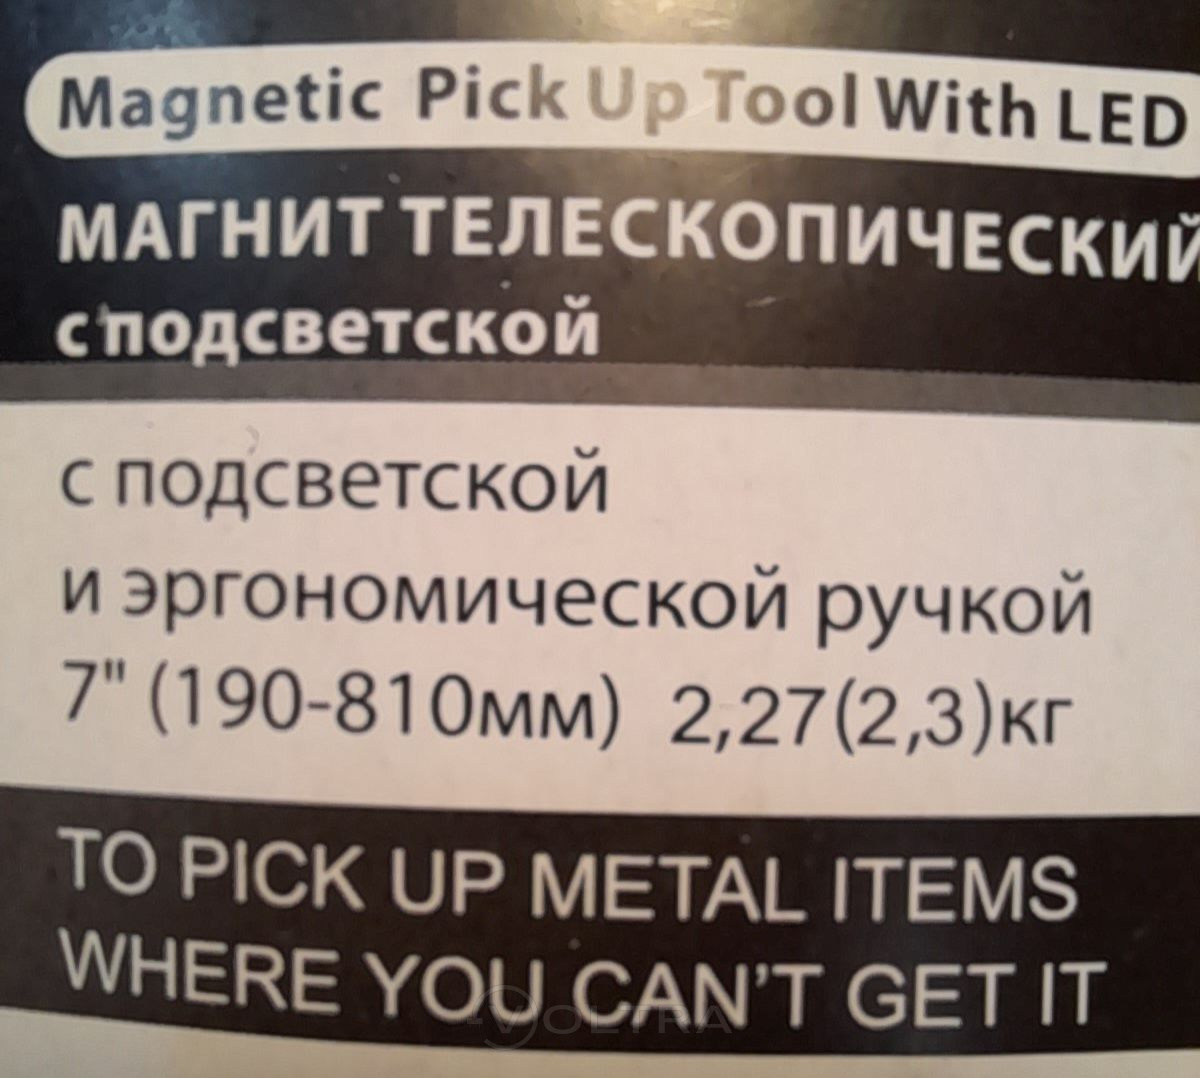 Magnetic Pick Up Tool With LED
МАГНИТ ТЕЛЕСКОПИЧЕСКИЙ
с подсветской
с подсветской
и эргономической ручкой
7" (190-810мм) 2,27(2,3)кг
TO PICK UP METAL ITEMS
WHERE YOU CAN'T GET IT
VOLTRA